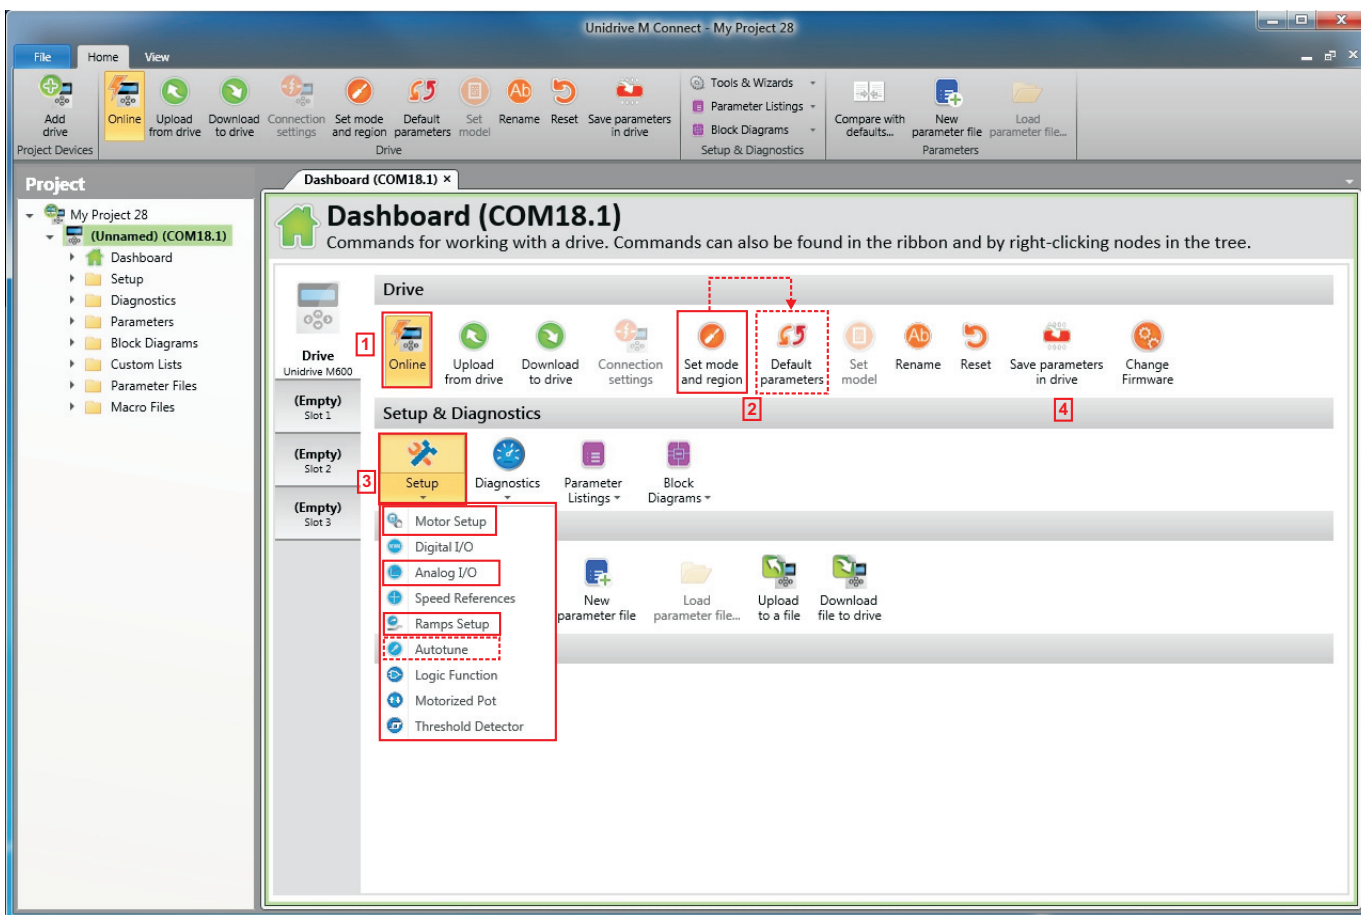 Unidrive M Connect - My Project 28
File Home View
Add drive
Online
Upload from drive
Download to drive
Connection settings
Set mode and region
Default parameters
Set model
Rename
Reset
Save parameters in drive
Tools & Wizards
Parameter Listings
Block Diagrams
Compare with defaults...
New parameter file
Load parameter file...
Project Devices
Drive
Setup & Diagnostics
Parameters
Project
My Project 28
(Unnamed) (COM18.1)
Dashboard
Setup
Diagnostics
Parameters
Block Diagrams
Custom Lists
Parameter Files
Macro Files
Dashboard (COM18.1) ×
Dashboard (COM18.1)
Commands for working with a drive. Commands can also be found in the ribbon and by right-clicking nodes in the tree.
Drive
Unidrive M600
(Empty)
Slot 1
(Empty)
Slot 2
(Empty)
Slot 3
Drive
1
Online
Upload from drive
Download to drive
Connection settings
Set mode and region
Default parameters
Set model
Rename
Reset
Save parameters in drive
Change Firmware
2
4
Setup & Diagnostics
3
Setup
Diagnostics
Parameter Listings
Block Diagrams
Motor Setup
Digital I/O
Analog I/O
Speed References
Ramps Setup
Autotune
Logic Function
Motorized Pot
Threshold Detector
New parameter file
Load parameter file...
Upload to a file
Download file to drive